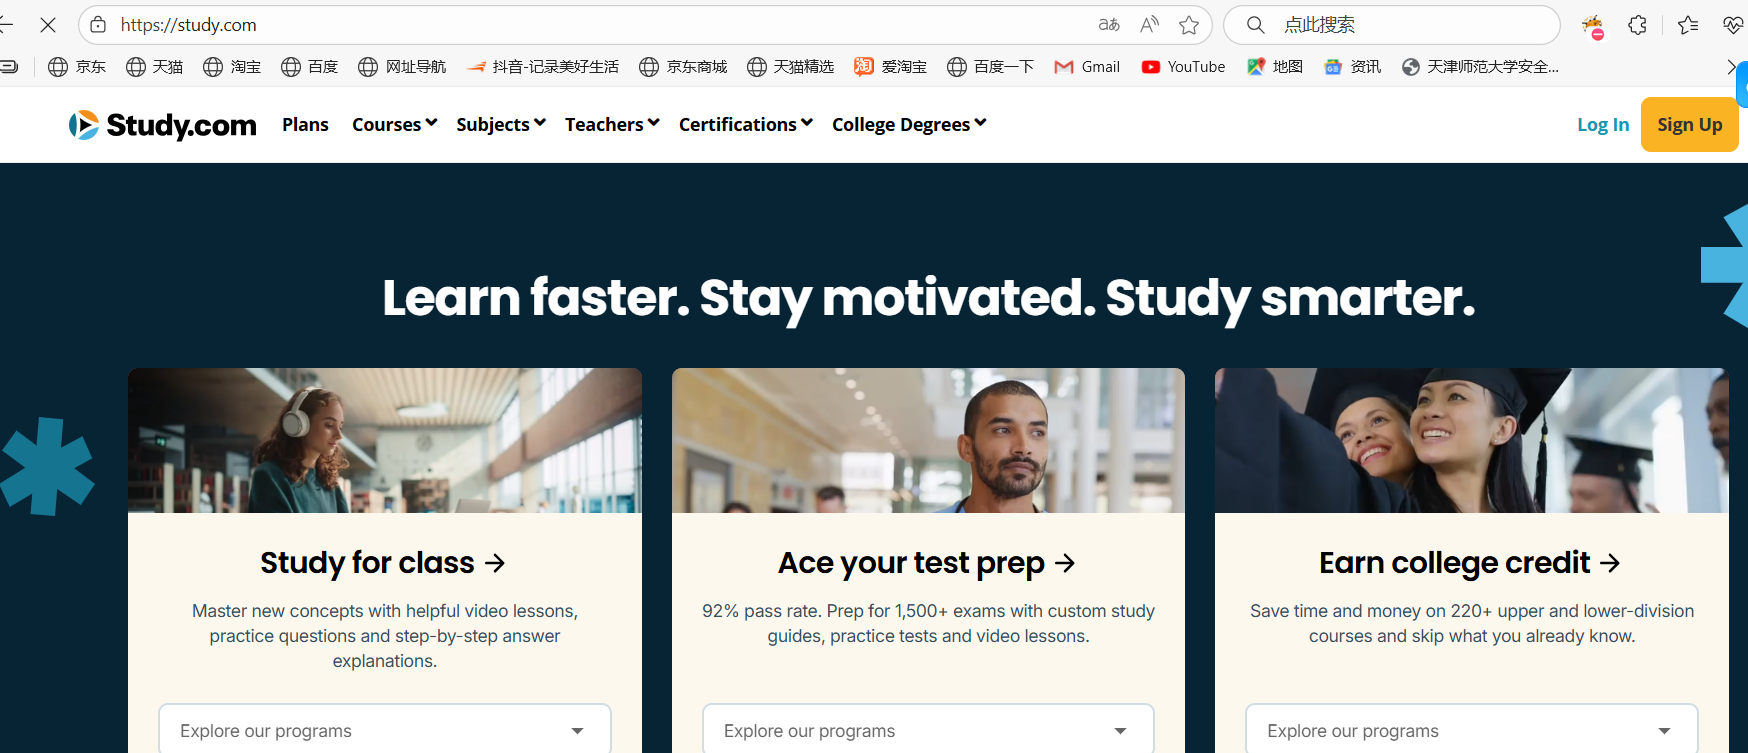 https://study.com
aあ
A
点此搜索
京东 天猫 淘宝 百度 网址导航 抖音-记录美好生活 京东商城 天猫精选 淘 爱淘宝 百度一下 Gmail YouTube 地图 资讯 天津师范大学安全...
Study.com Plans Courses Subjects Teachers Certifications College Degrees Log In Sign Up
Learn faster. Stay motivated. Study smarter.
Study for class →
Master new concepts with helpful video lessons,
practice questions and step-by-step answer
explanations.
Explore our programs
Ace your test prep →
92% pass rate. Prep for 1,500+ exams with custom study
guides, practice tests and video lessons.
Explore our programs
Earn college credit →
Save time and money on 220+ upper and lower-division
courses and skip what you already know.
Explore our programs